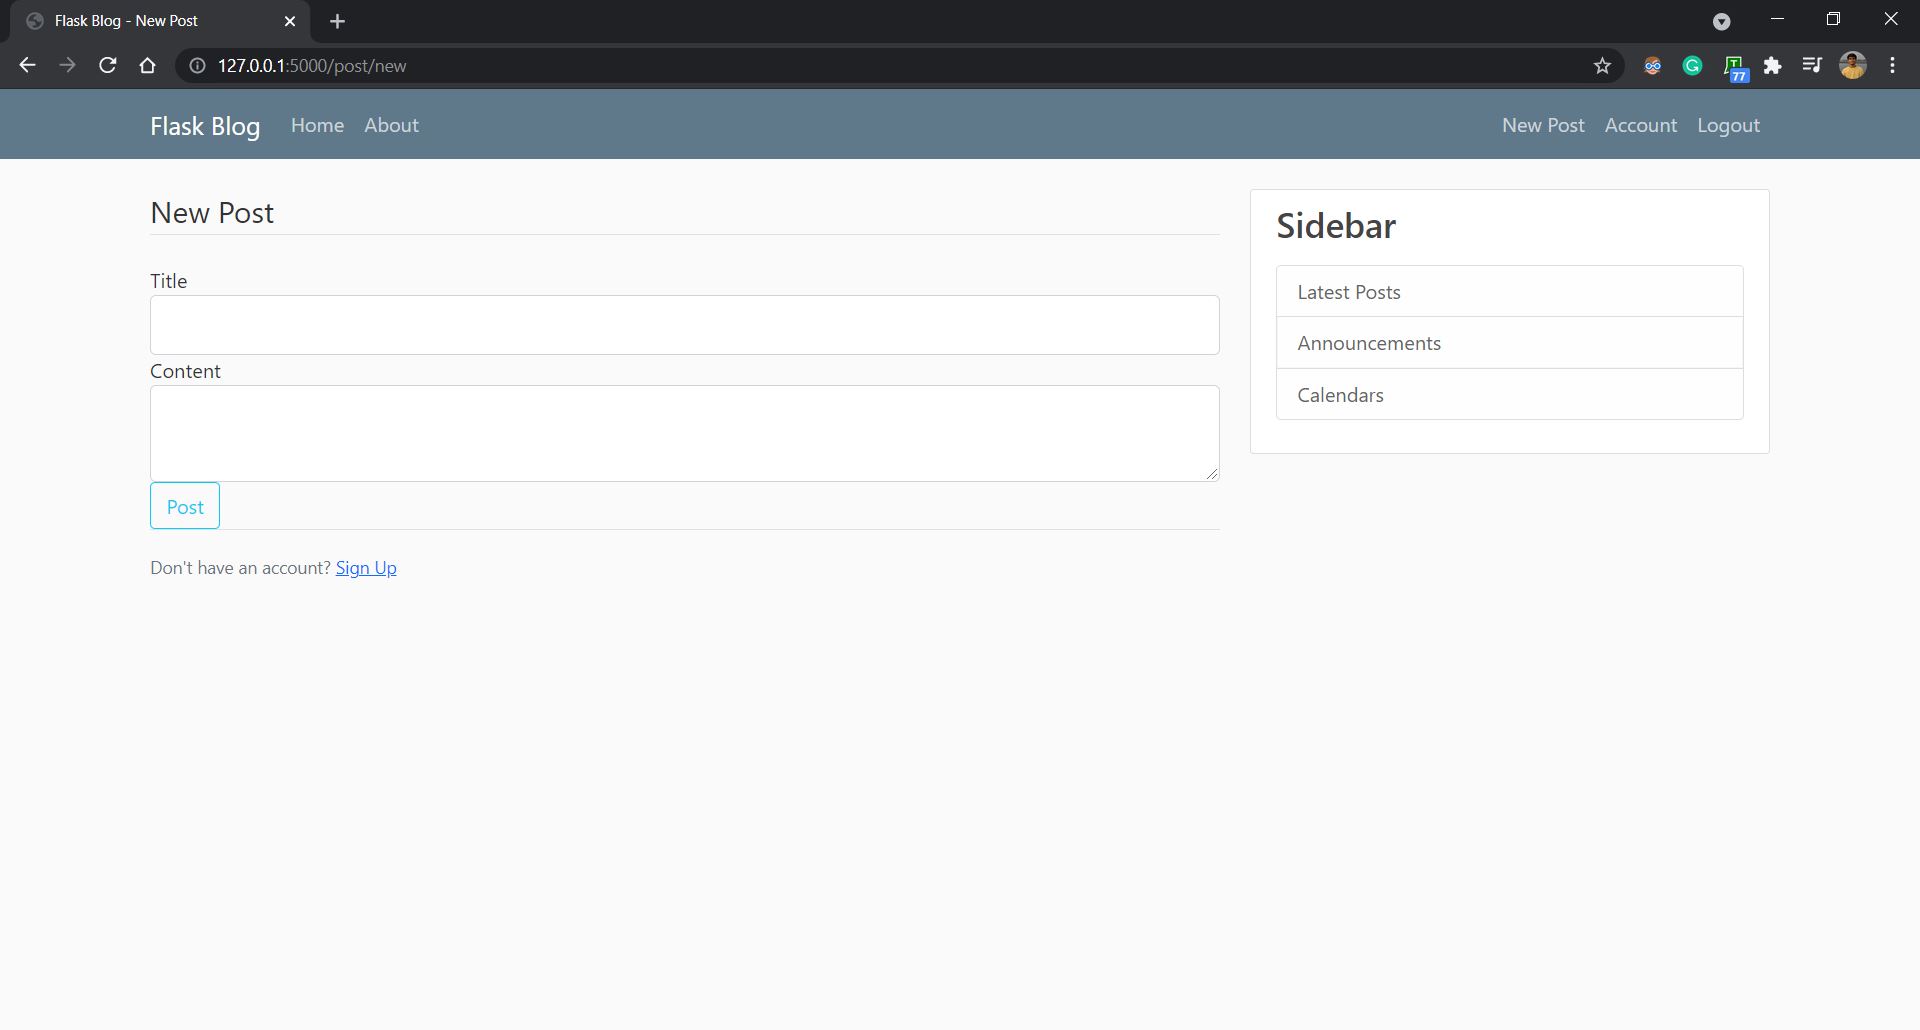 Flask Blog - New Post
127.0.0.1:5000/post/new
77
Flask Blog Home About New Post Account Logout
New Post
Title
Content
Post
Don't have an account? Sign Up
Sidebar
Latest Posts
Announcements
Calendars